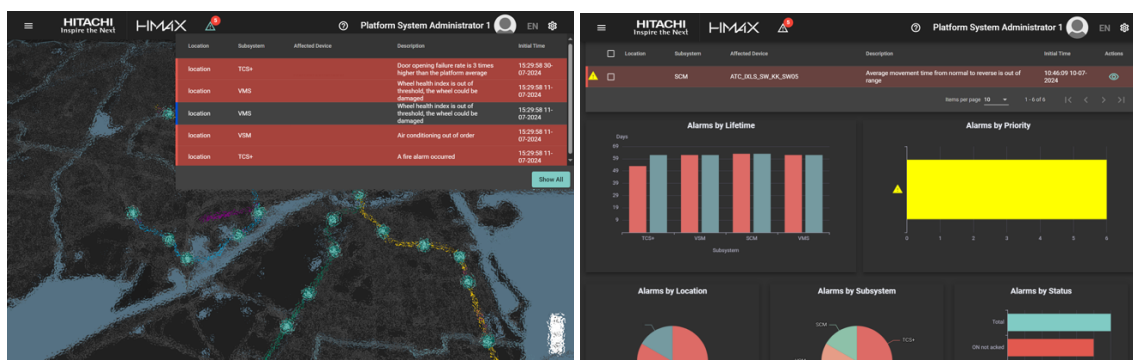 HITACHI
Inspire the Next
HMAX
5
Platform System Administrator 1
EN
Location Subsystem Affected Device Description Initial Time
location TCS+ Door opening failure rate is 3 times higher than the platform average 15:29:58 30-07-2024
location VMS Wheel health index is out of threshold, the wheel could be damaged 15:29:58 11-07-2024
location VMS Wheel health index is out of threshold, the wheel could be damaged 15:29:58 11-07-2024
location VSM Air conditioning out of order 15:29:58 11-07-2024
location TCS+ A fire alarm occurred 15:29:58 11-07-2024
Show All
HITACHI
Inspire the Next
HMAX
5
Platform System Administrator 1
EN
Location Subsystem Affected Device Description Initial Time Actions
SCM ATC_IXLS_SW_KK_SW05 Average movement time from normal to reverse is out of range 10:46:09 10-07-2024
Items per page 10 1 - 6 of 6
Alarms by Lifetime
Days
69
59
49
39
29
19
9
TCS+ VSM SCM VMS
Subsystem
Alarms by Priority
0 1 2 3 4 5 6
Alarms by Location
Alarms by Subsystem
SCM
TCS+
Alarms by Status
Total
ON not acked